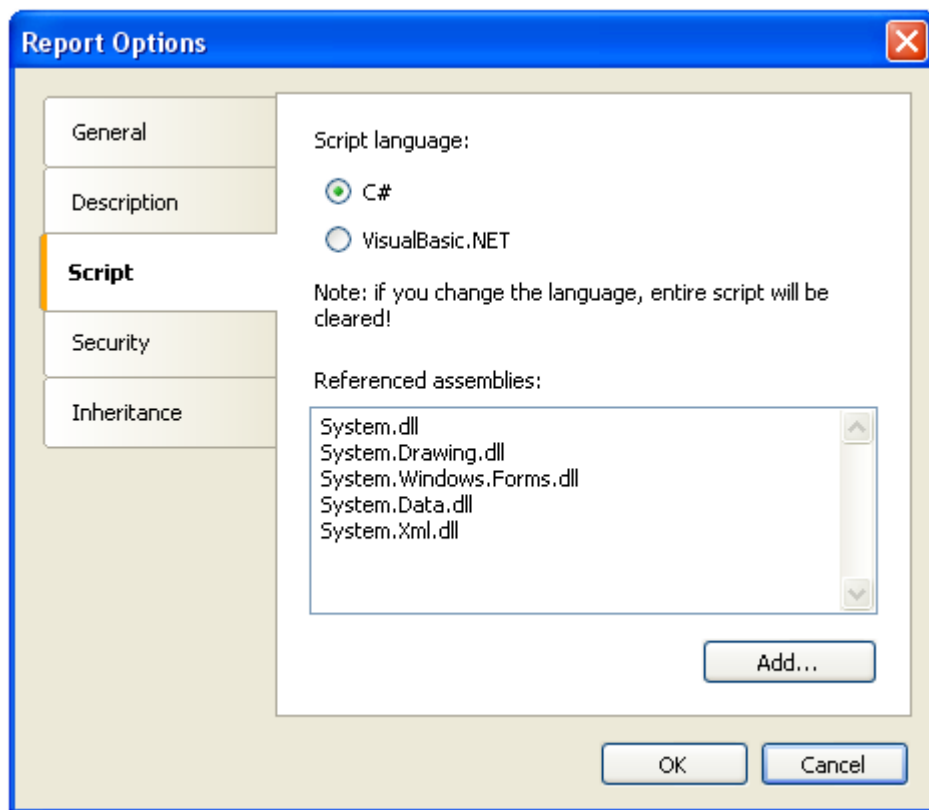 Report Options
General
Description
Script
Security
Inheritance
Script language:
C#
VisualBasic.NET
Note: if you change the language, entire script will be
cleared!
Referenced assemblies:
System.dll
System.Drawing.dll
System.Windows.Forms.dll
System.Data.dll
System.Xml.dll
Add...
OK
Cancel